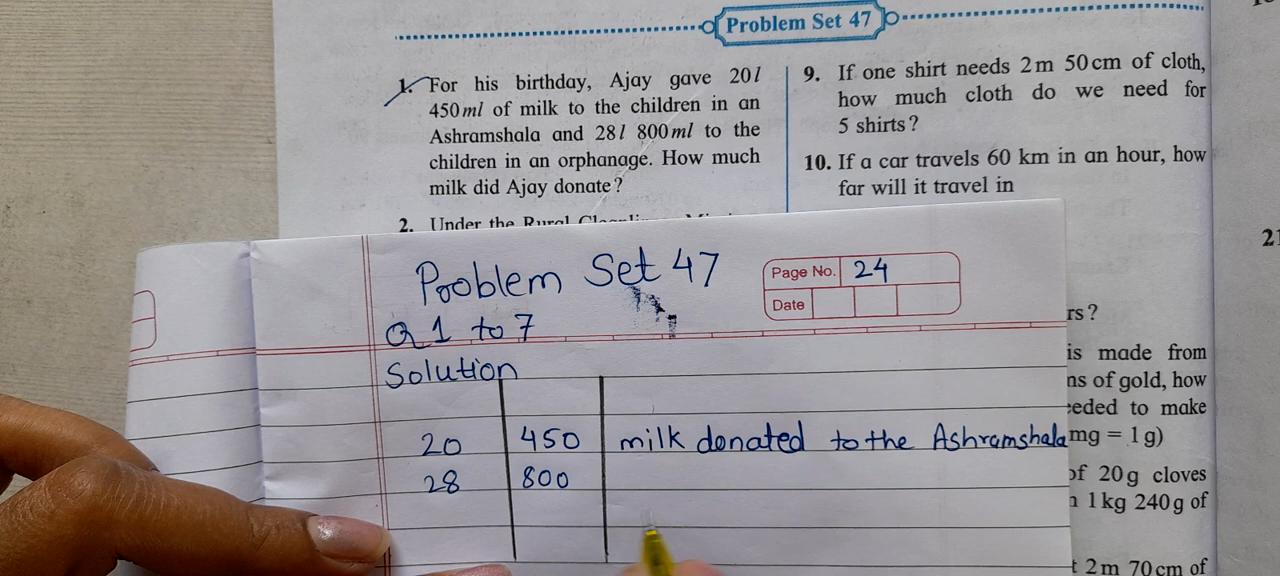 Problem Set 47
1. For his birthday, Ajay gave 20l
450ml of milk to the children in an
Ashramshala and 28l 800ml to the
children in an orphanage. How much
milk did Ajay donate?
2. Under the Rural
9. If one shirt needs 2m 50cm of cloth,
how much cloth do we need for
5 shirts?
10. If a car travels 60 km in an hour, how
far will it travel in
rs?
is made from
ns of gold, how
eeded to make
mg = 1g)
of 20g cloves
1kg 240g of
t 2m 70cm of
21
Problem Set 47
Page No. 24
Date
Q 1 to 7
Solution
20 450 milk donated to the Ashramshala
28 800